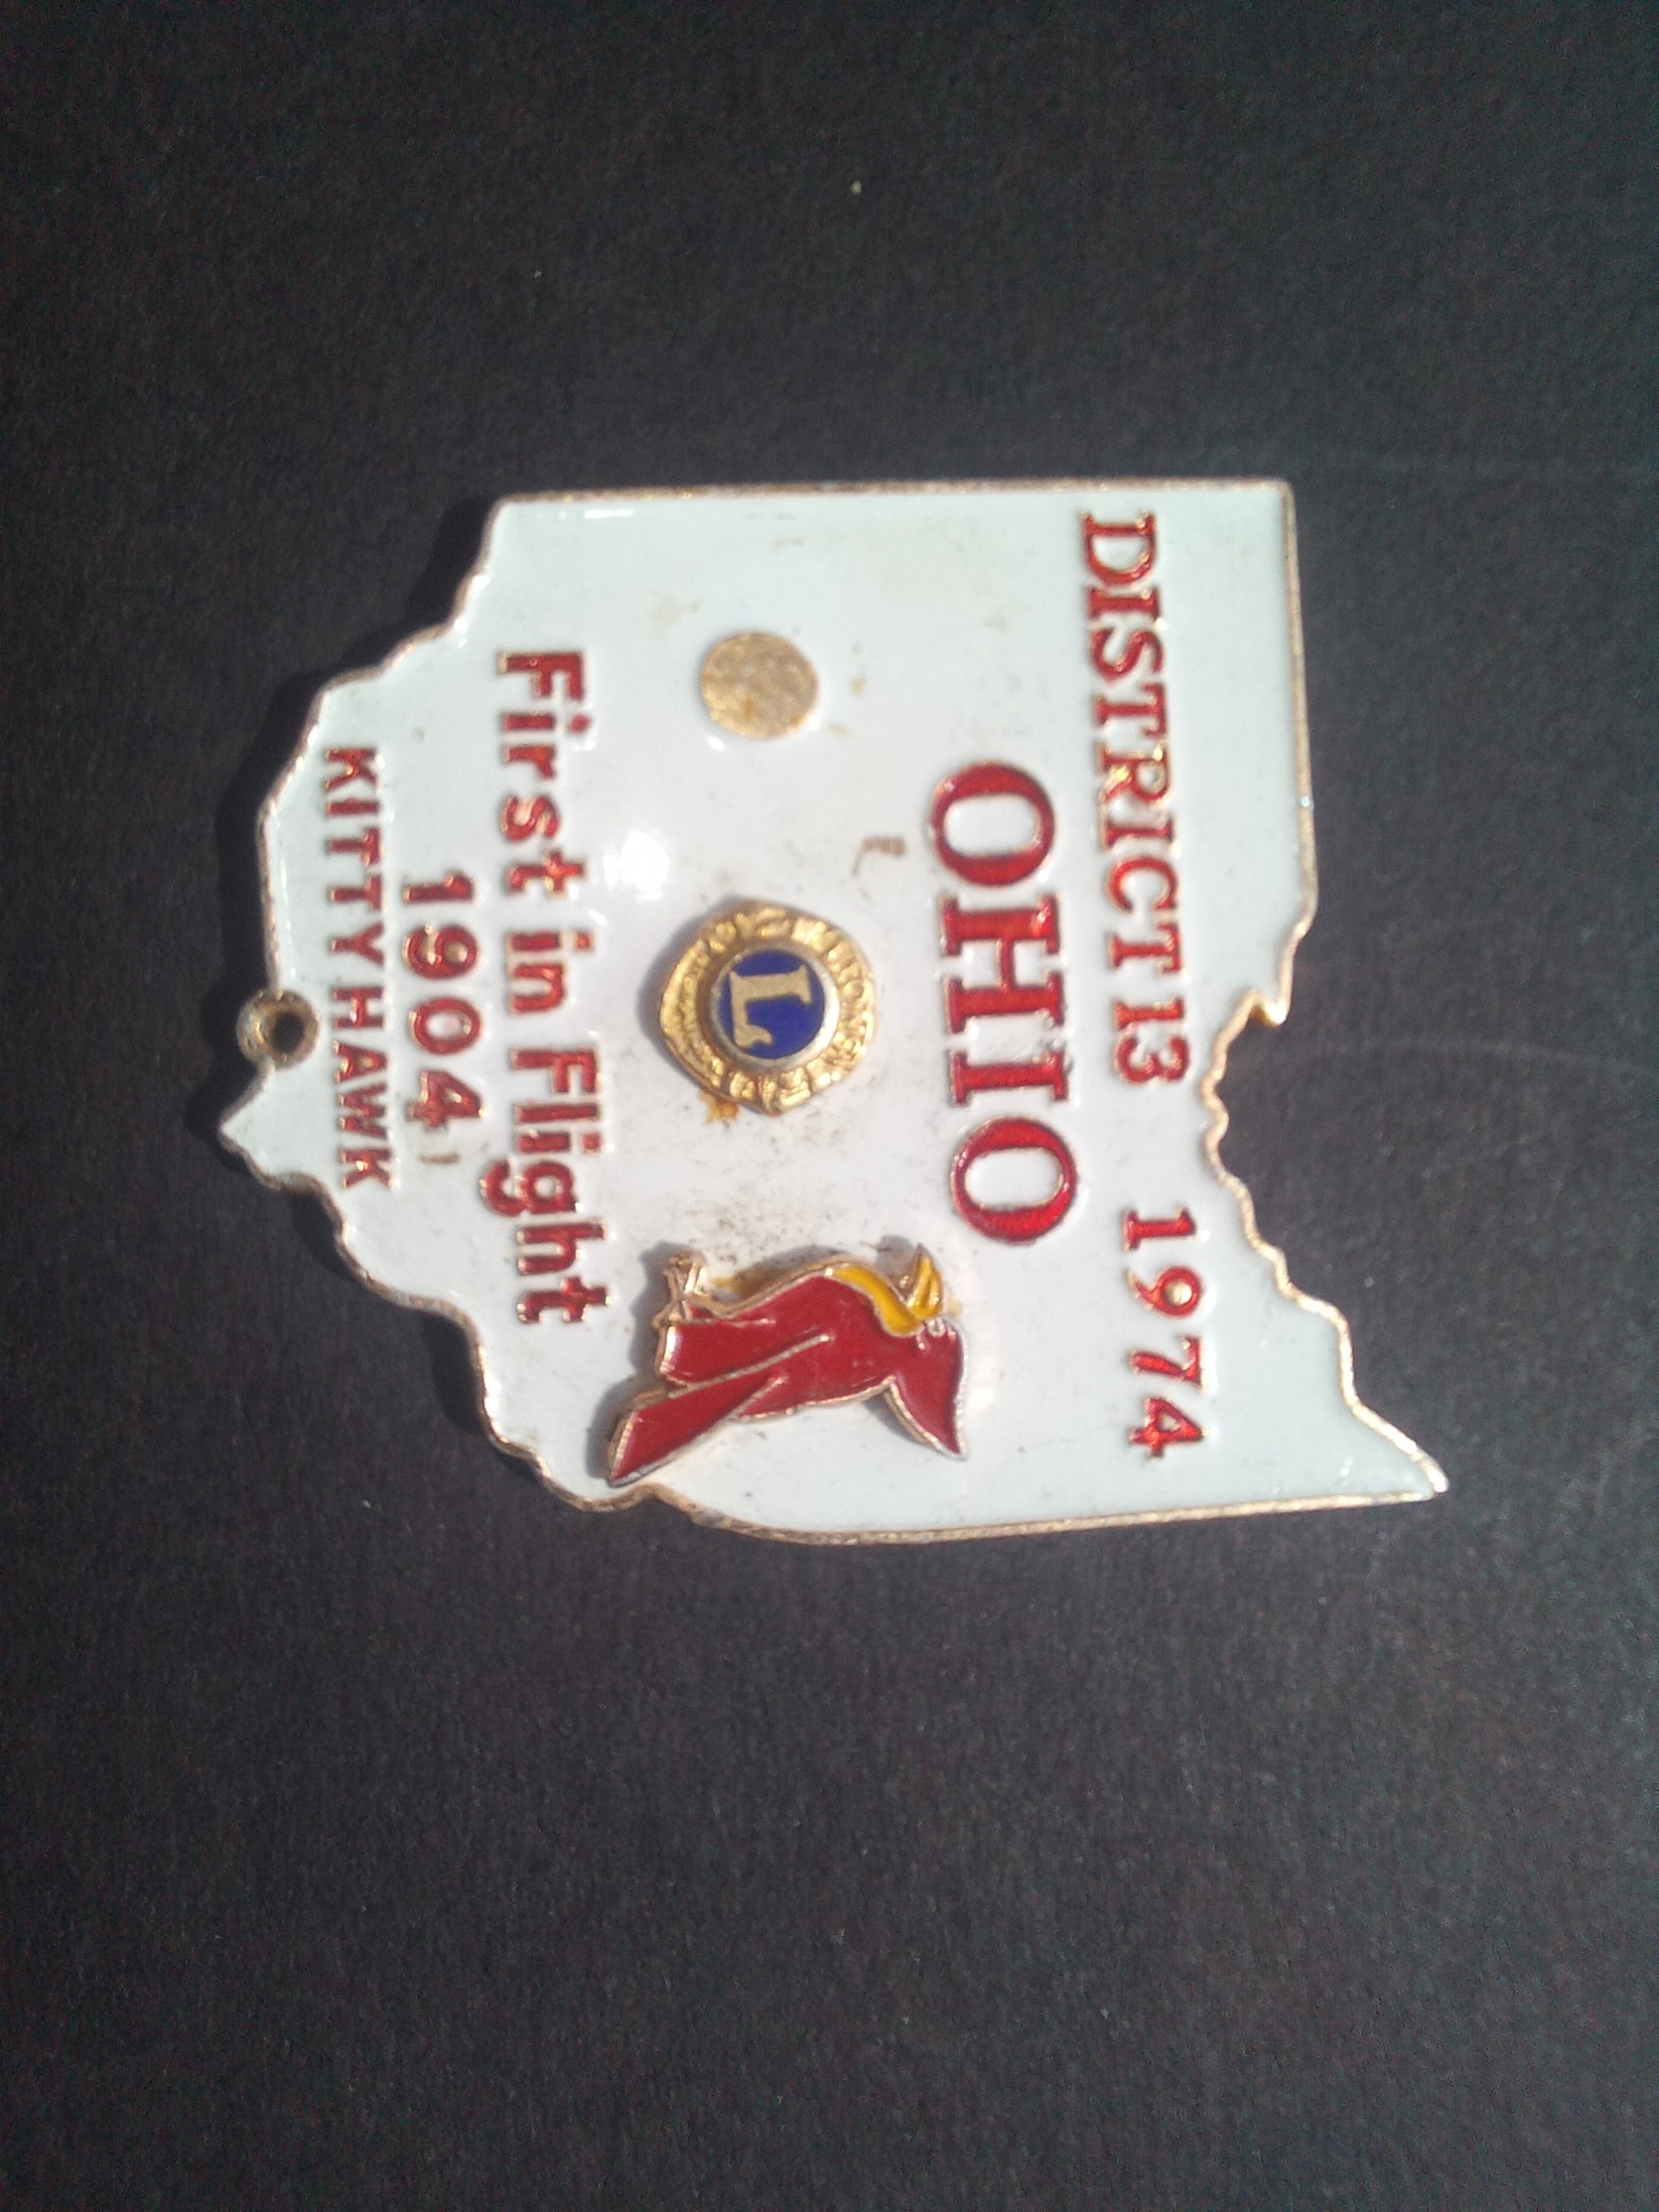 DISTRICT 13 1974
OHIO
L
First in Flight
1904
KITTY HAWK